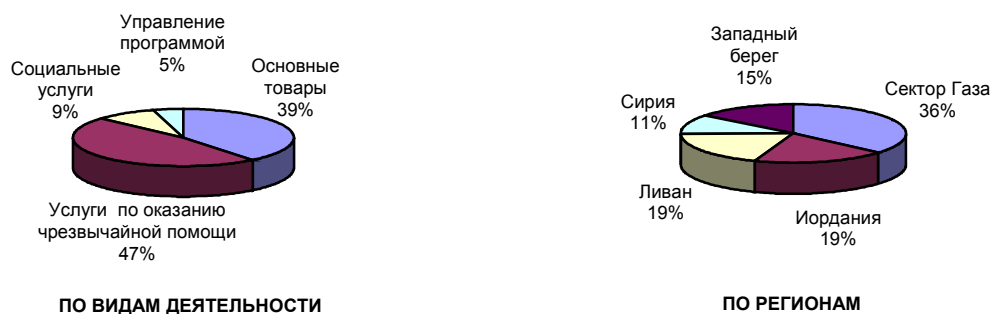 Управление
программой
5%
Социальные
услуги
9%
Основные
товары
39%
Услуги по оказанию
чрезвычайной помощи
47%
ПО ВИДАМ ДЕЯТЕЛЬНОСТИ
Западный
берег
15%
Сирия
11%
Сектор Газа
36%
Ливан
19%
Иордания
19%
ПО РЕГИОНАМ